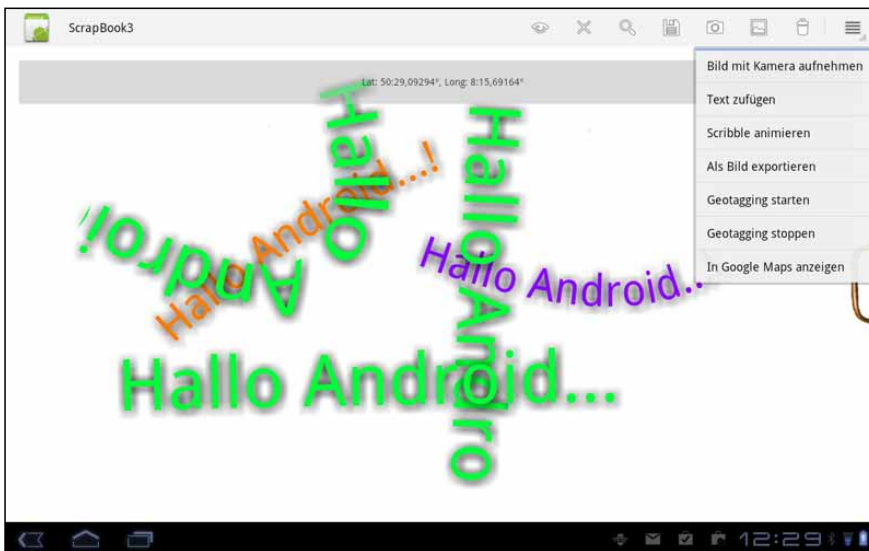 ScrapBook3
Bild mit Kamera aufnehmen
Text zufügen
Scribble animieren
Als Bild exportieren
Geotagging starten
Geotagging stoppen
In Google Maps anzeigen
Lat: 50:29,09294°, Long: 8:15,69164°
Hallo
Hallo Andro
Hallo Android...!
Androi
Hallo Android..
Hallo Android...
12:29